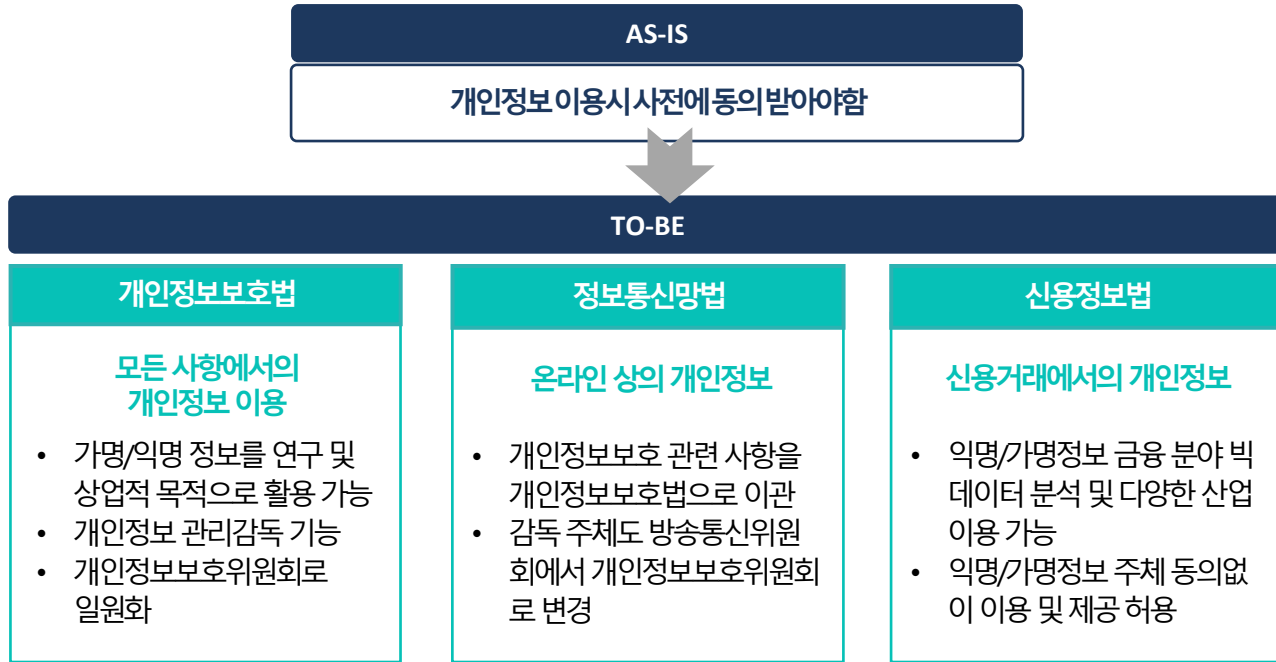 AS-IS
개인정보 이용시 사전에 동의 받아야함
TO-BE
개인정보보호법
모든 사항에서의
개인정보 이용
• 가명/익명 정보를 연구 및
상업적 목적으로 활용 가능
• 개인정보 관리감독 기능
• 개인정보보호위원회로
일원화
정보통신망법
온라인 상의 개인정보
• 개인정보보호 관련 사항을
개인정보보호법으로 이관
• 감독 주체도 방송통신위원
회에서 개인정보보호위원회
로 변경
신용정보법
신용거래에서의 개인정보
• 익명/가명정보 금융 분야 빅
데이터 분석 및 다양한 산업
이용 가능
• 익명/가명정보 주체 동의없
이 이용 및 제공 허용